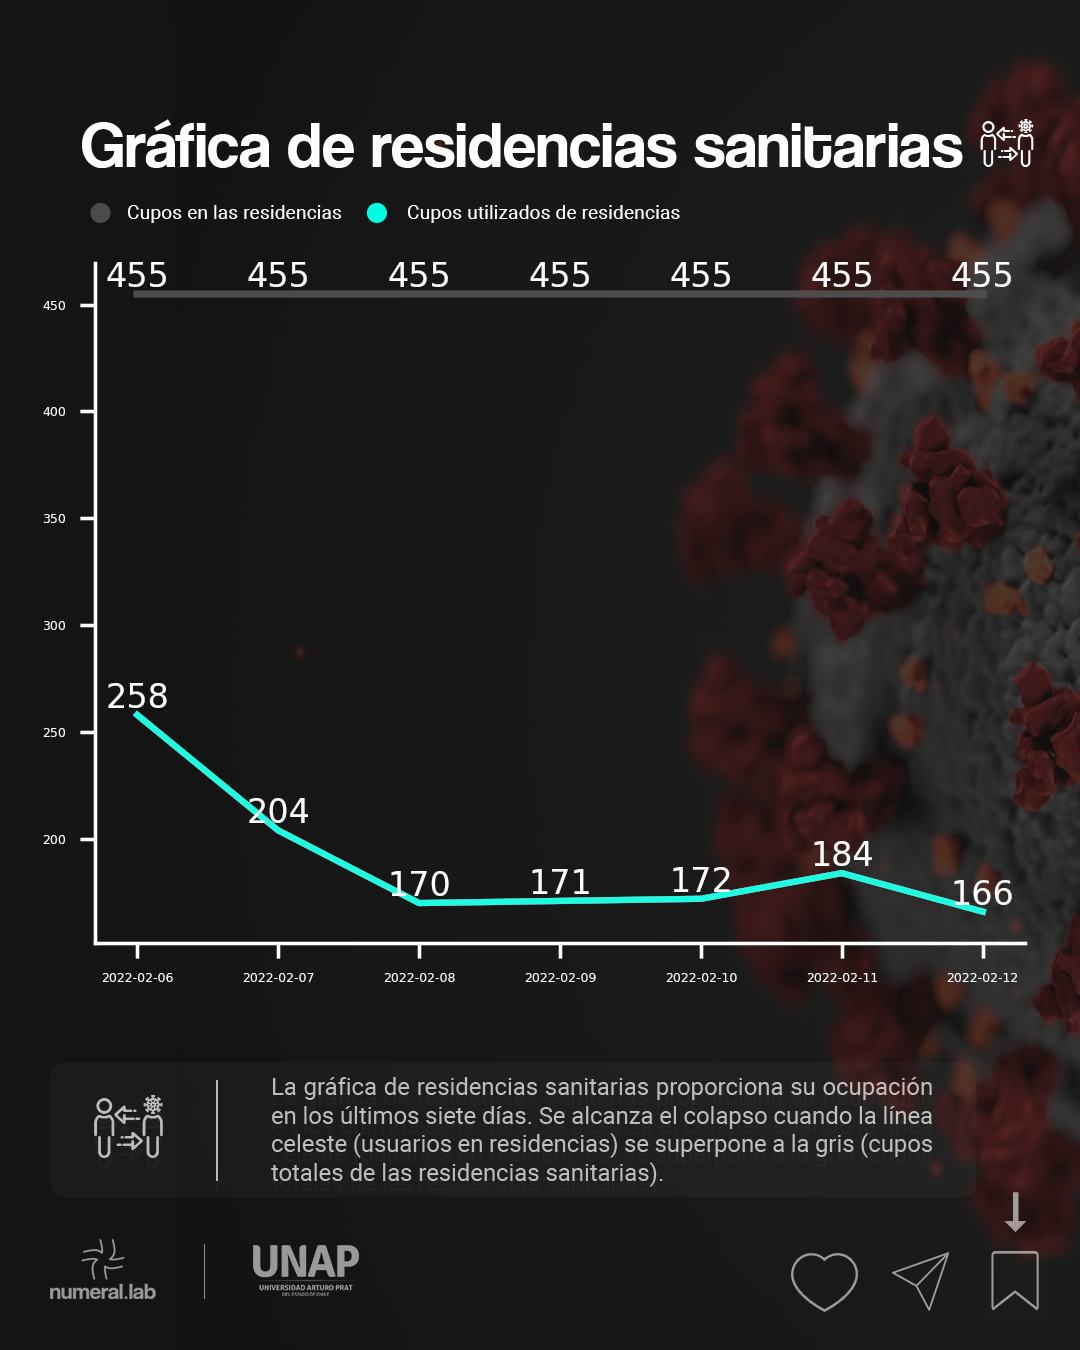 Gráfica de residencias sanitarias
Cupos en las residencias
Cupos utilizados de residencias
455 455 455 455 455 455 455
450
400
350
300
250
200
258
204
170
171
172
184
166
2022-02-06 2022-02-07 2022-02-08 2022-02-09 2022-02-10 2022-02-11 2022-02-12
La gráfica de residencias sanitarias proporciona su ocupación
en los últimos siete días. Se alcanza el colapso cuando la línea
celeste (usuarios en residencias) se superpone a la gris (cupos
totales de las residencias sanitarias).
numeral.lab
UNAP
UNIVERSIDAD ARTURO PRAT
DEL ESTADO DE CHILE